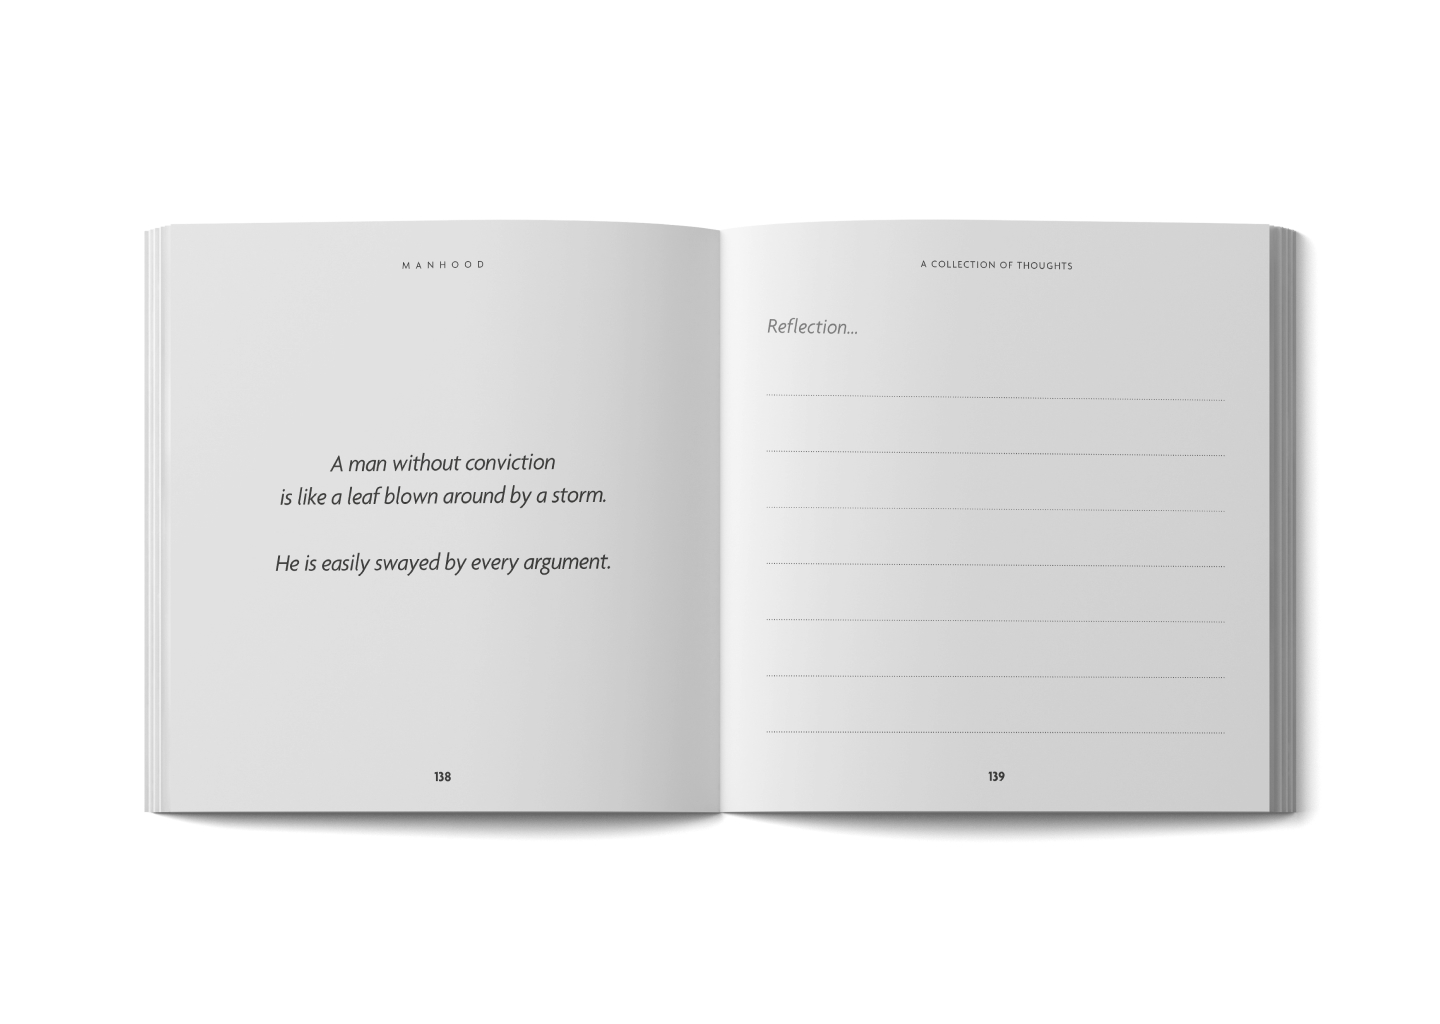 MANHOOD
A man without conviction
is like a leaf blown around by a storm.
He is easily swayed by every argument.
138
A COLLECTION OF THOUGHTS
Reflection...
139